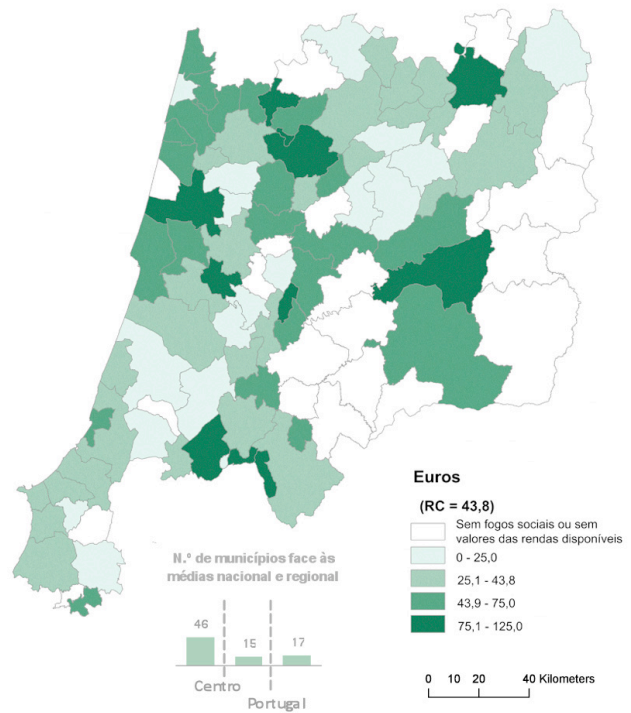 Euros
(RC = 43,8)
Sem fogos sociais ou sem
valores das rendas disponíveis
0 - 25,0
25,1 - 43,8
43,9 - 75,0
75,1 - 125,0
N.º de municípios face às
médias nacional e regional
46
15
17
Centro
Portugal
0 10 20 40 Kilometers